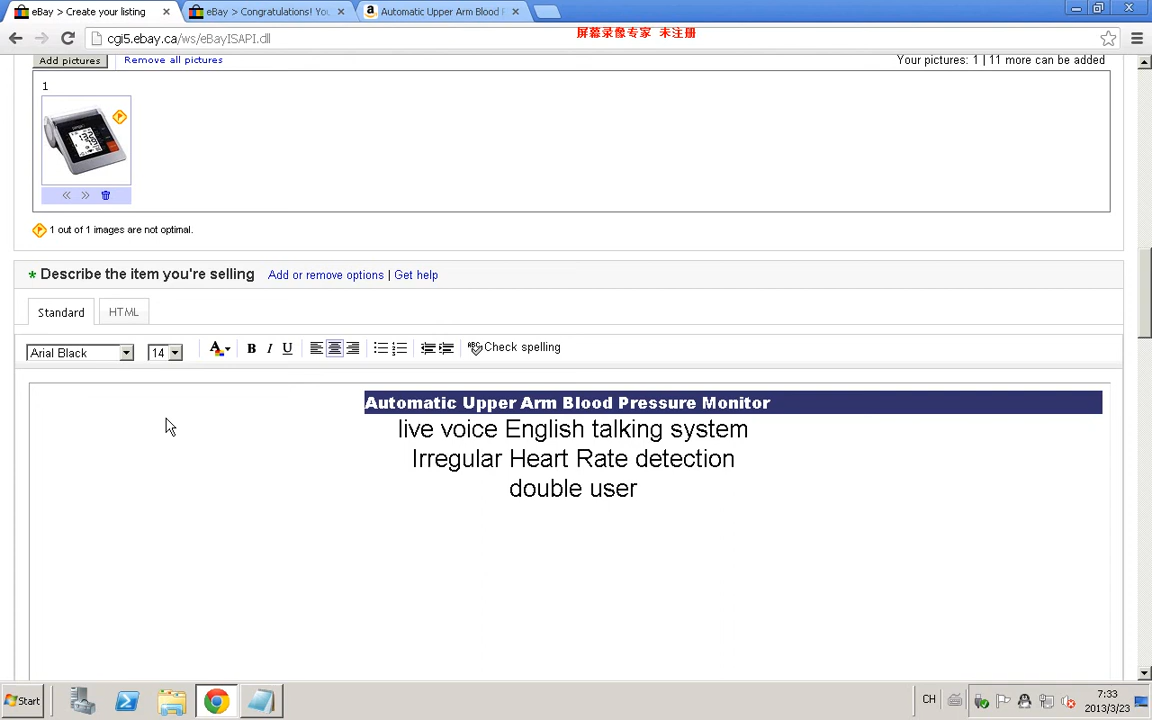 eBay > Create your listing
eBay > Congratulations! You
Automatic Upper Arm Blood P
cgi5.ebay.ca/ws/eBayISAPI.dll
屏幕录像专家 未注册
Add pictures
Remove all pictures
Your pictures: 1 | 11 more can be added
1
1 out of 1 images are not optimal.
* Describe the item you're selling
Add or remove options | Get help
Standard
HTML
Arial Black
14
A
B
I
U
Check spelling
Automatic Upper Arm Blood Pressure Monitor
live voice English talking system
Irregular Heart Rate detection
double user
Start
CH
7:33
2013/3/23